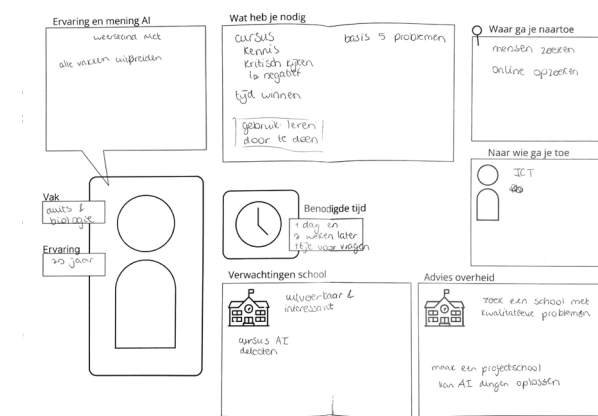 Ervaring en mening AI
weerstand niet
alle vakken uitbreiden
Wat heb je nodig
cursus
kennis
kritisch kijken
↳ negatief
tijd winnen
gebruik leren
door te doen
basis 5 problemen
Waar ga je naartoe
mensen zoeken
online opzoeken
Naar wie ga je toe
ICT
Vak
duits &
biologie
Ervaring
20 jaar
Benodigde tijd
1 dag en
2 weken later
voor vragen
Verwachtingen school
uitvoerbaar &
interessant
cursus AI
Advies overheid
zoek een school met
kwalitatieve problemen
maak een projectschool
kan AI dingen oplossen